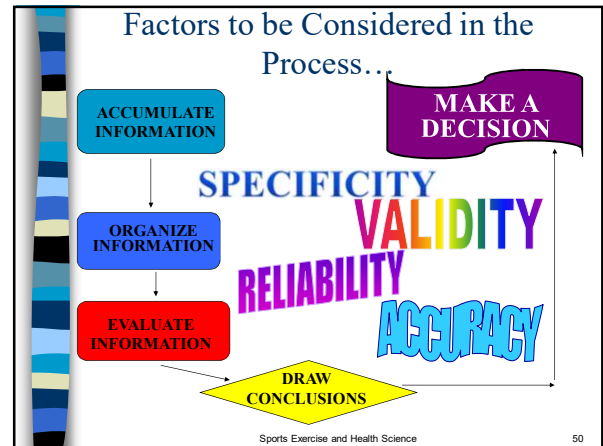 Factors to be Considered in the
Process…
ACCUMULATE
INFORMATION
MAKE A
DECISION
SPECIFICITY
VALIDITY
ORGANIZE
INFORMATION
RELIABILITY
ACCURACY
EVALUATE
INFORMATION
DRAW
CONCLUSIONS
Sports Exercise and Health Science
50